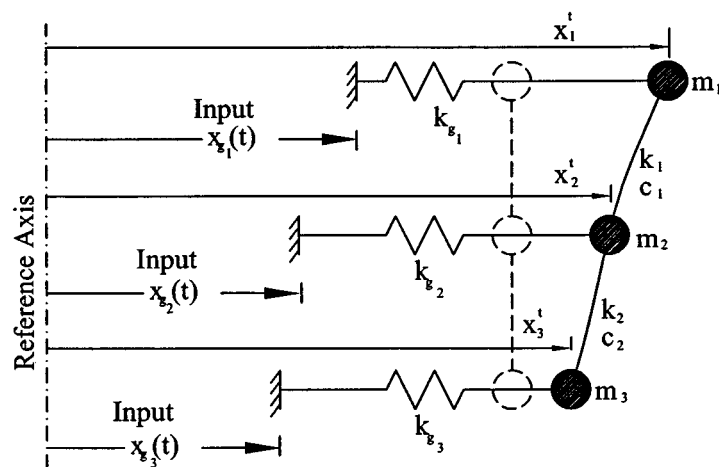 x₁ᵗ
m₁
Input
k_g₁
x_g₁(t)
k₁
x₂ᵗ
c₁
m₂
Input
k_g₂
x_g₂(t)
k₂
x₃ᵗ
c₂
m₃
Input
k_g₃
x_g₃(t)
Reference Axis